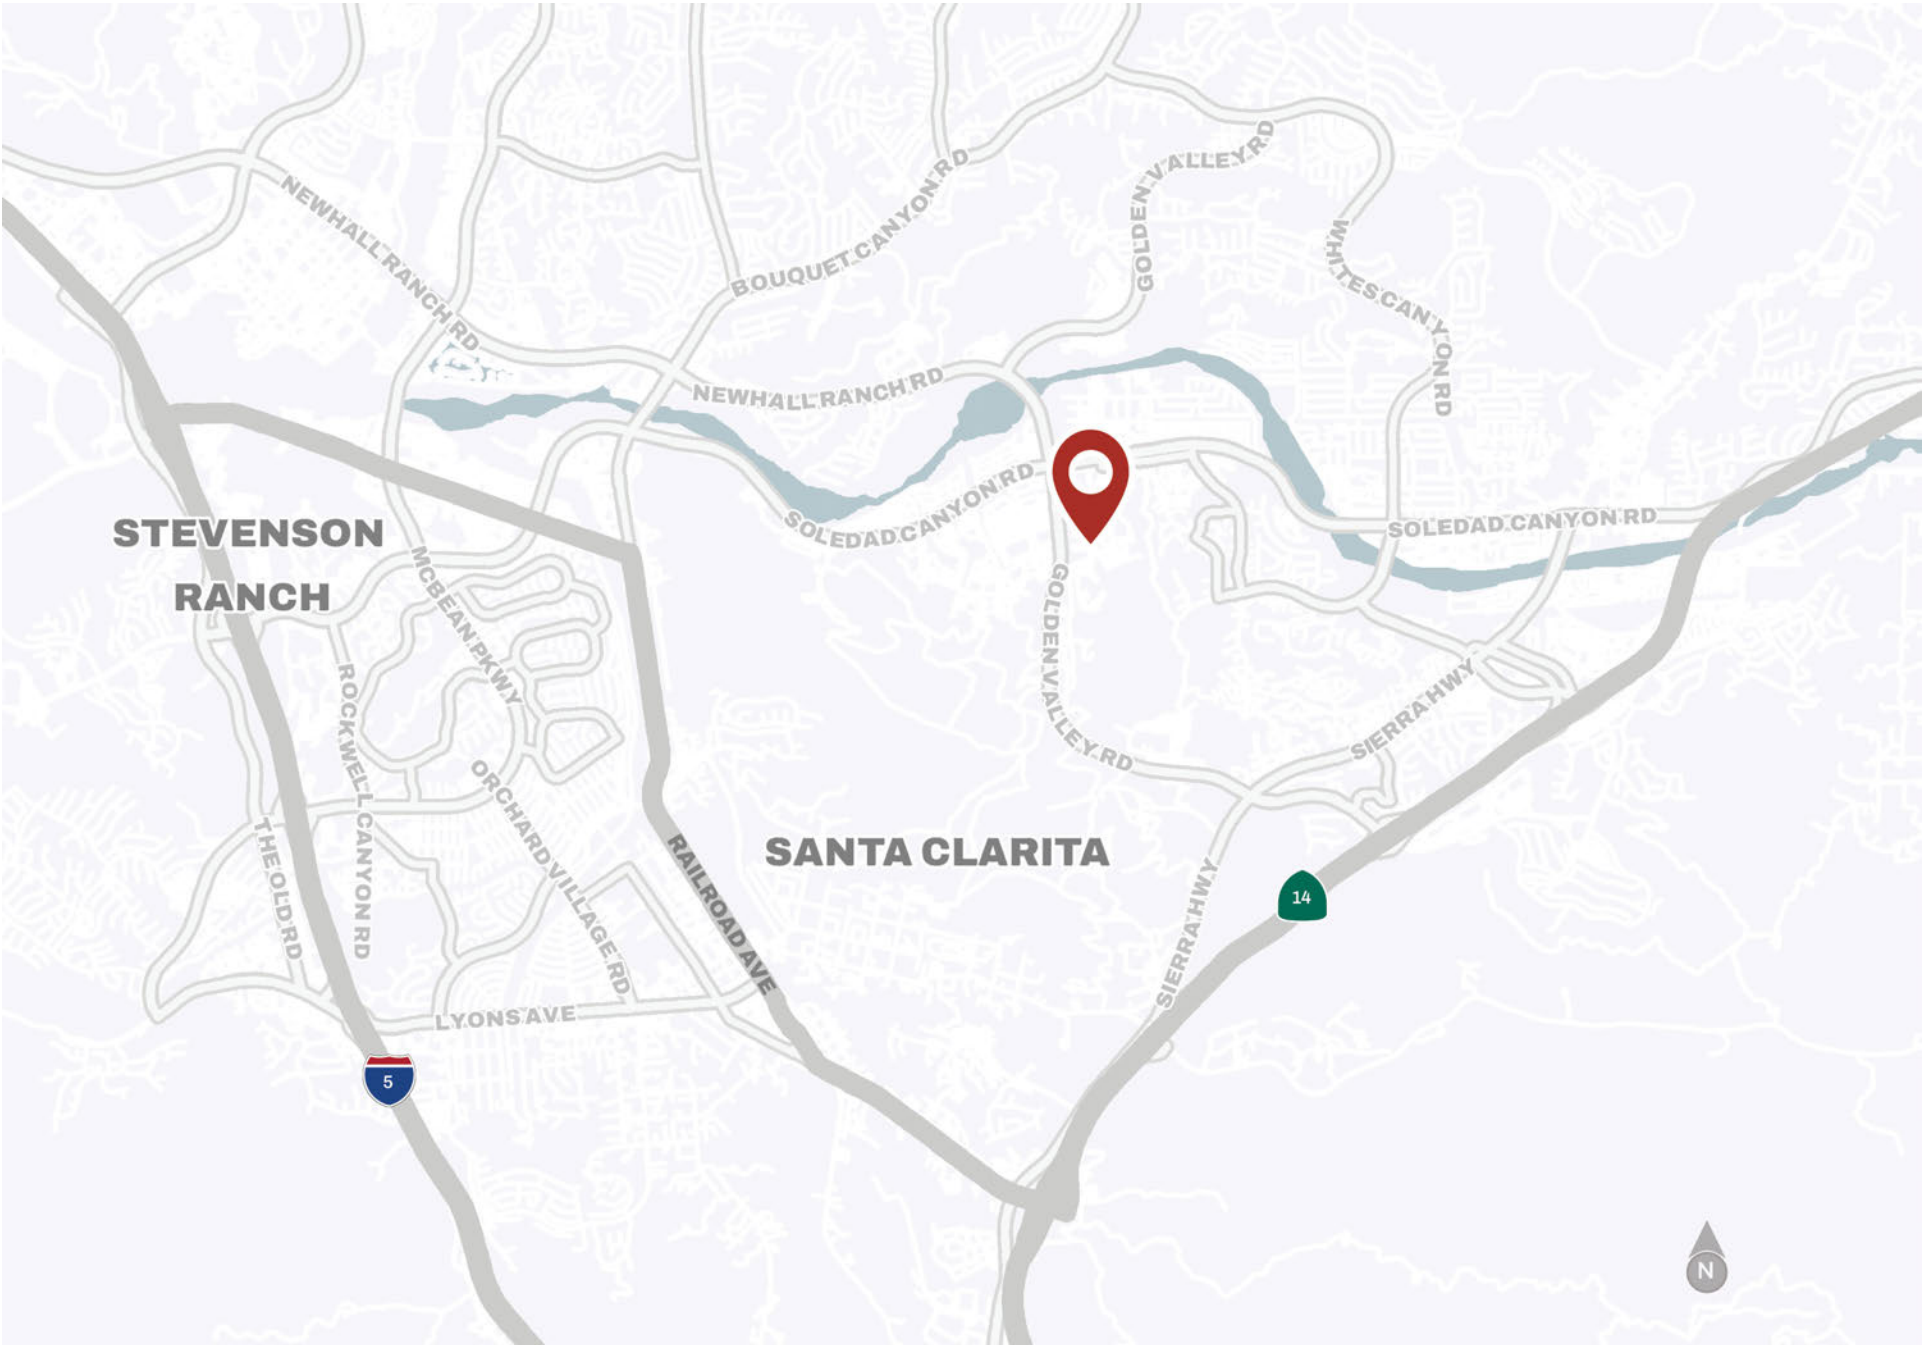 GOLDEN VALLEY RD
NEWHALL RANCH RD
BOUQUET CANYON RD
WHITES CANYON RD
NEWHALL RANCH RD
SOLEDAD CANYON RD
SOLEDAD CANYON RD
STEVENSON
RANCH
MCBEAN PKWY
GOLDEN VALLEY RD
ROCKWELL CANYON RD
SIERRA HWY
ORCHARD VILLAGE RD
THE OLD RD
RAILROAD AVE
SANTA CLARITA
SIERRA HWY
14
LYONS AVE
5
N